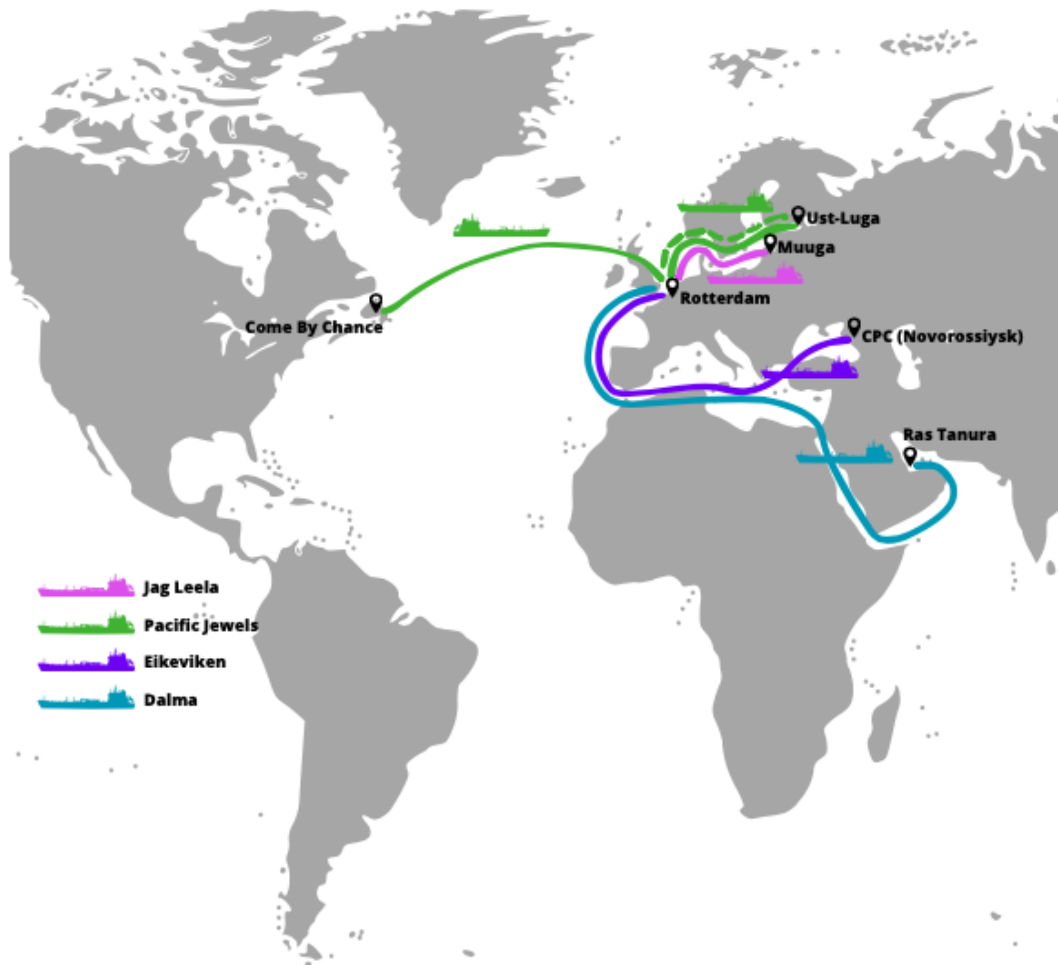 Ust-Luga
Muuga
Rotterdam
Come By Chance
CPC (Novorossiysk)
Ras Tanura
Jag Leela
Pacific Jewels
Eikeviken
Dalma